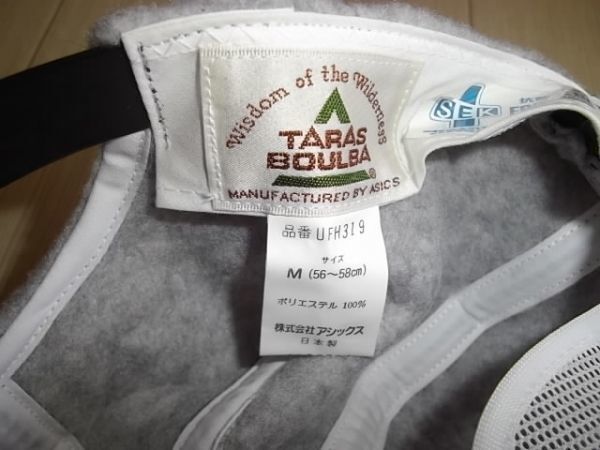 Wisdom of the Wilderness
TARAS
BOULBA
®
MANUFACTURED BY ASICS
SEK
品番 UFH319
サイズ
M (56〜58cm)
ポリエステル 100%
株式会社アシックス
日本製